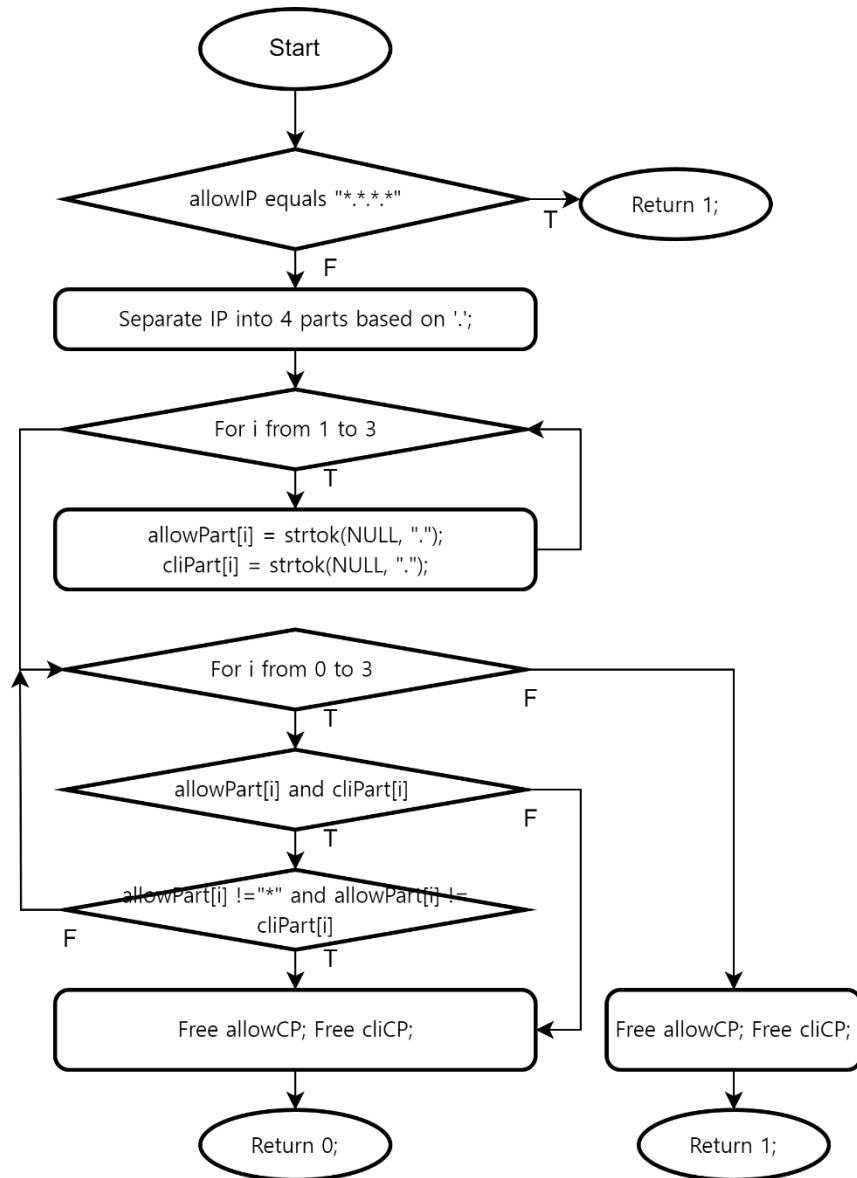 Start
allowIP equals "*.*.*.*"
T
Return 1;
F
Separate IP into 4 parts based on '.';
For i from 1 to 3
T
allowPart[i] = strtok(NULL, ".");
cliPart[i] = strtok(NULL, ".");
For i from 0 to 3
F
T
allowPart[i] and cliPart[i]
F
T
allowPart[i] !="*" and allowPart[i] !=
cliPart[i]
F
T
Free allowCP; Free cliCP;
Free allowCP; Free cliCP;
Return 0;
Return 1;